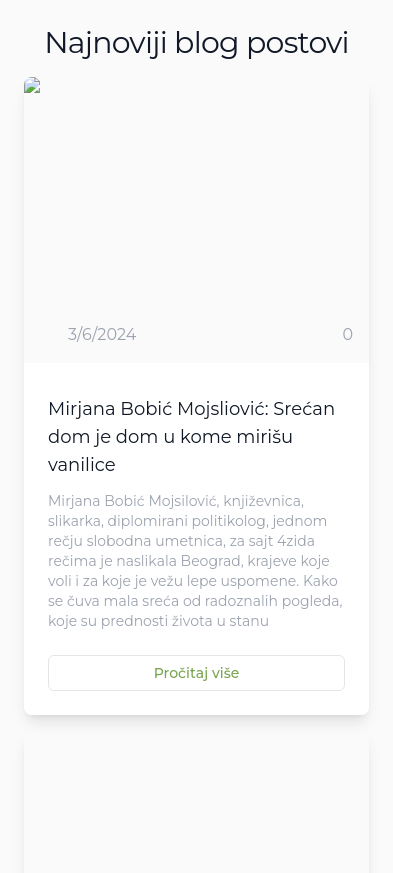 Najnoviji blog postovi
3/6/2024
0
Mirjana Bobić Mojsliović: Srećan
dom je dom u kome mirišu
vanilice
Mirjana Bobić Mojsilović, književnica,
slikarka, diplomirani politikolog, jednom
rečju slobodna umetnica, za sajt 4zida
rečima je naslikala Beograd, krajeve koje
voli i za koje je vežu lepe uspomene. Kako
se čuva mala sreća od radoznalih pogleda,
koje su prednosti života u stanu
Pročitaj više